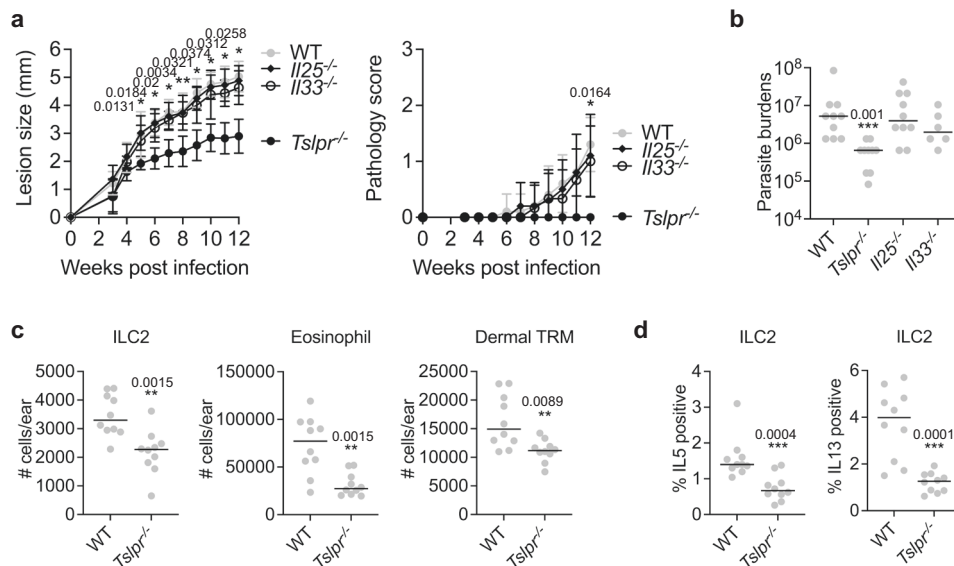 a
0.0131
0.0184
0.02
0.0034
0.0321
0.0374
0.0312
0.0258
* * * ** * * * *
Lesion size (mm)
6
5
4
3
2
1
0
0 2 4 6 8 10 12
Weeks post infection
WT
Il25-/-
Il33-/-
Tslpr-/-
Pathology score
3
2
1
0
0 2 4 6 8 10 12
Weeks post infection
0.0164
*
WT
Il25-/-
Il33-/-
Tslpr-/-
b
Parasite burdens
10^8
10^7
10^6
10^5
10^4
0.001
***
WT
Tslpr-/-
Il25-/-
Il33-/-
c
ILC2
# cells/ear
5000
4000
3000
2000
1000
0
0.0015
**
WT
Tslpr-/-
Eosinophil
# cells/ear
150000
100000
50000
0
0.0015
**
WT
Tslpr-/-
Dermal TRM
# cells/ear
25000
20000
15000
10000
5000
0
0.0089
**
WT
Tslpr-/-
d
ILC2
% IL5 positive
4
3
2
1
0
0.0004
***
WT
Tslpr-/-
ILC2
% IL13 positive
6
4
2
0
0.0001
***
WT
Tslpr-/-